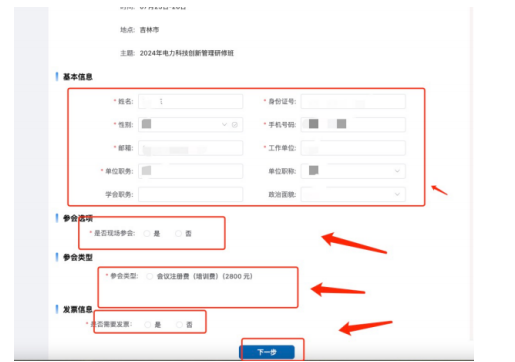 地点: 吉林市
主题: 2024年电力科技创新管理研修班
基本信息
* 姓名:
* 身份证号:
* 性别:
* 手机号码:
* 邮箱:
* 工作单位:
* 单位职务:
单位职称:
学会职务:
政治面貌:
参会选项
* 是否现场参会: 是 否
参会类型
* 参会类型: 会议注册费（培训费）(2800 元)
发票信息
* 是否需要发票: 是 否
下一步